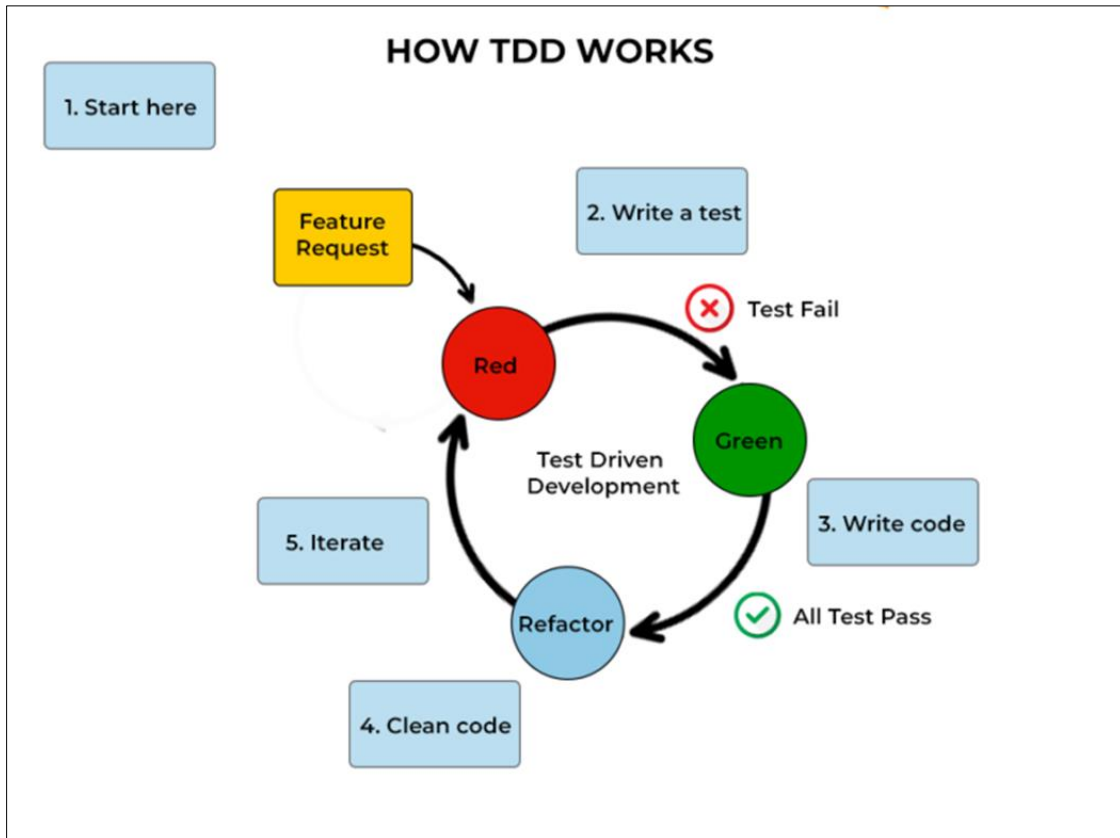 HOW TDD WORKS
1. Start here
2. Write a test
Feature
Request
Test Fail
Red
Green
Test Driven
Development
3. Write code
5. Iterate
All Test Pass
Refactor
4. Clean code